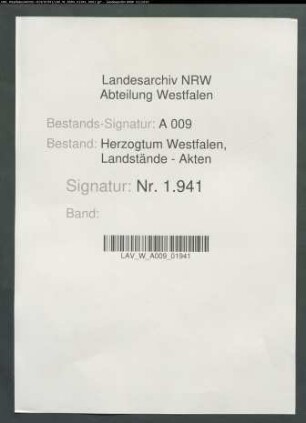 Landesarchiv NRW
Abteilung Westfalen
Bestands-Signatur: A 009
Bestand: Herzogtum Westfalen,
Landstände - Akten
Signatur: Nr. 1.941
Band:
LAV_W_A009_01941